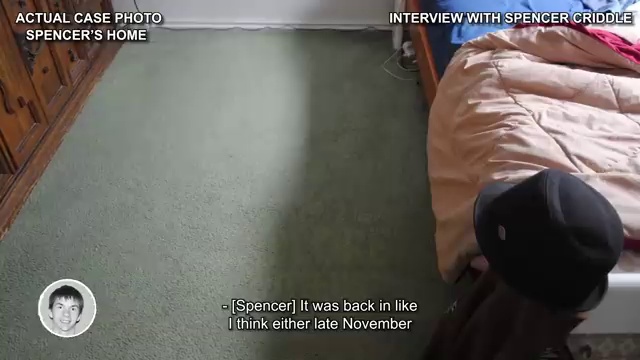 ACTUAL CASE PHOTO
SPENCER'S HOME
INTERVIEW WITH SPENCER CRIDDLE
- [Spencer] It was back in like
I think either late November